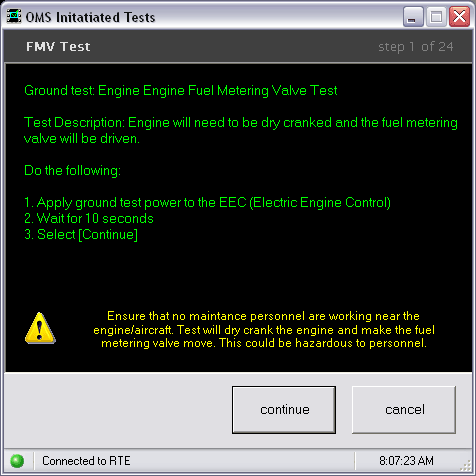 OMS Initatiated Tests
FMV Test
step 1 of 24
Ground test: Engine Engine Fuel Metering Valve Test
Test Description: Engine will need to be dry cranked and the fuel metering
valve will be driven.
Do the following:
1. Apply ground test power to the EEC (Electric Engine Control)
2. Wait for 10 seconds
3. Select [Continue]
Ensure that no maintance personnel are working near the
engine/aircraft. Test will dry crank the engine and make the fuel
metering valve move. This could be hazardous to personnel.
continue
cancel
Connected to RTE
8:07:23 AM